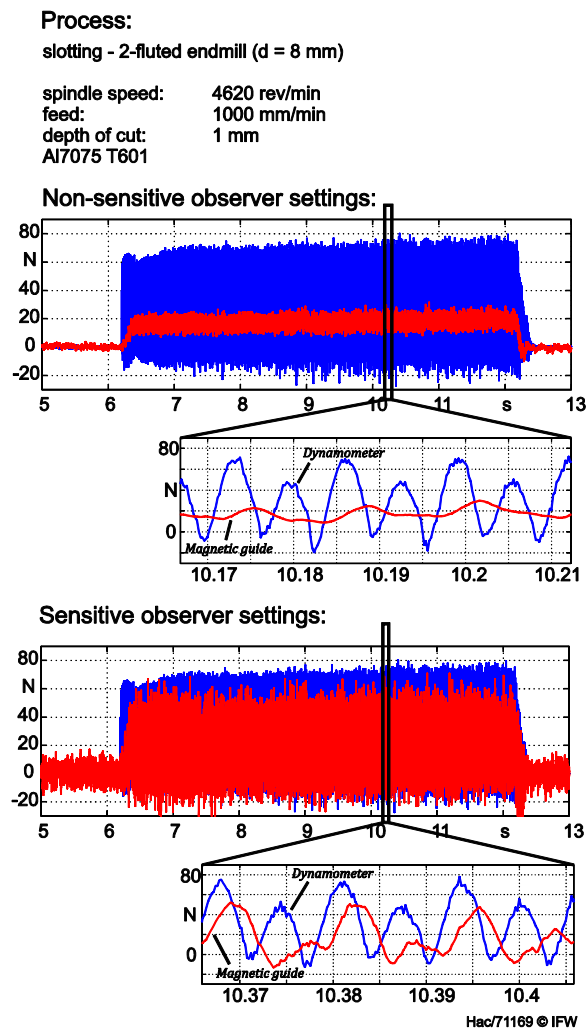 Process:
slotting - 2-fluted endmill (d = 8 mm)
spindle speed: 4620 rev/min
feed: 1000 mm/min
depth of cut: 1 mm
Al7075 T601
Non-sensitive observer settings:
80
N
40
20
0
-20
5 6 7 8 9 10 11 s 13
80
Dynamometer
N
0
Magnetic guide
10.17 10.18 10.19 10.2 10.21
Sensitive observer settings:
80
N
40
20
0
-20
5 6 7 8 9 10 11 s 13
80
Dynamometer
N
0
Magnetic guide
10.37 10.38 10.39 10.4
Hac/71169 © IFW